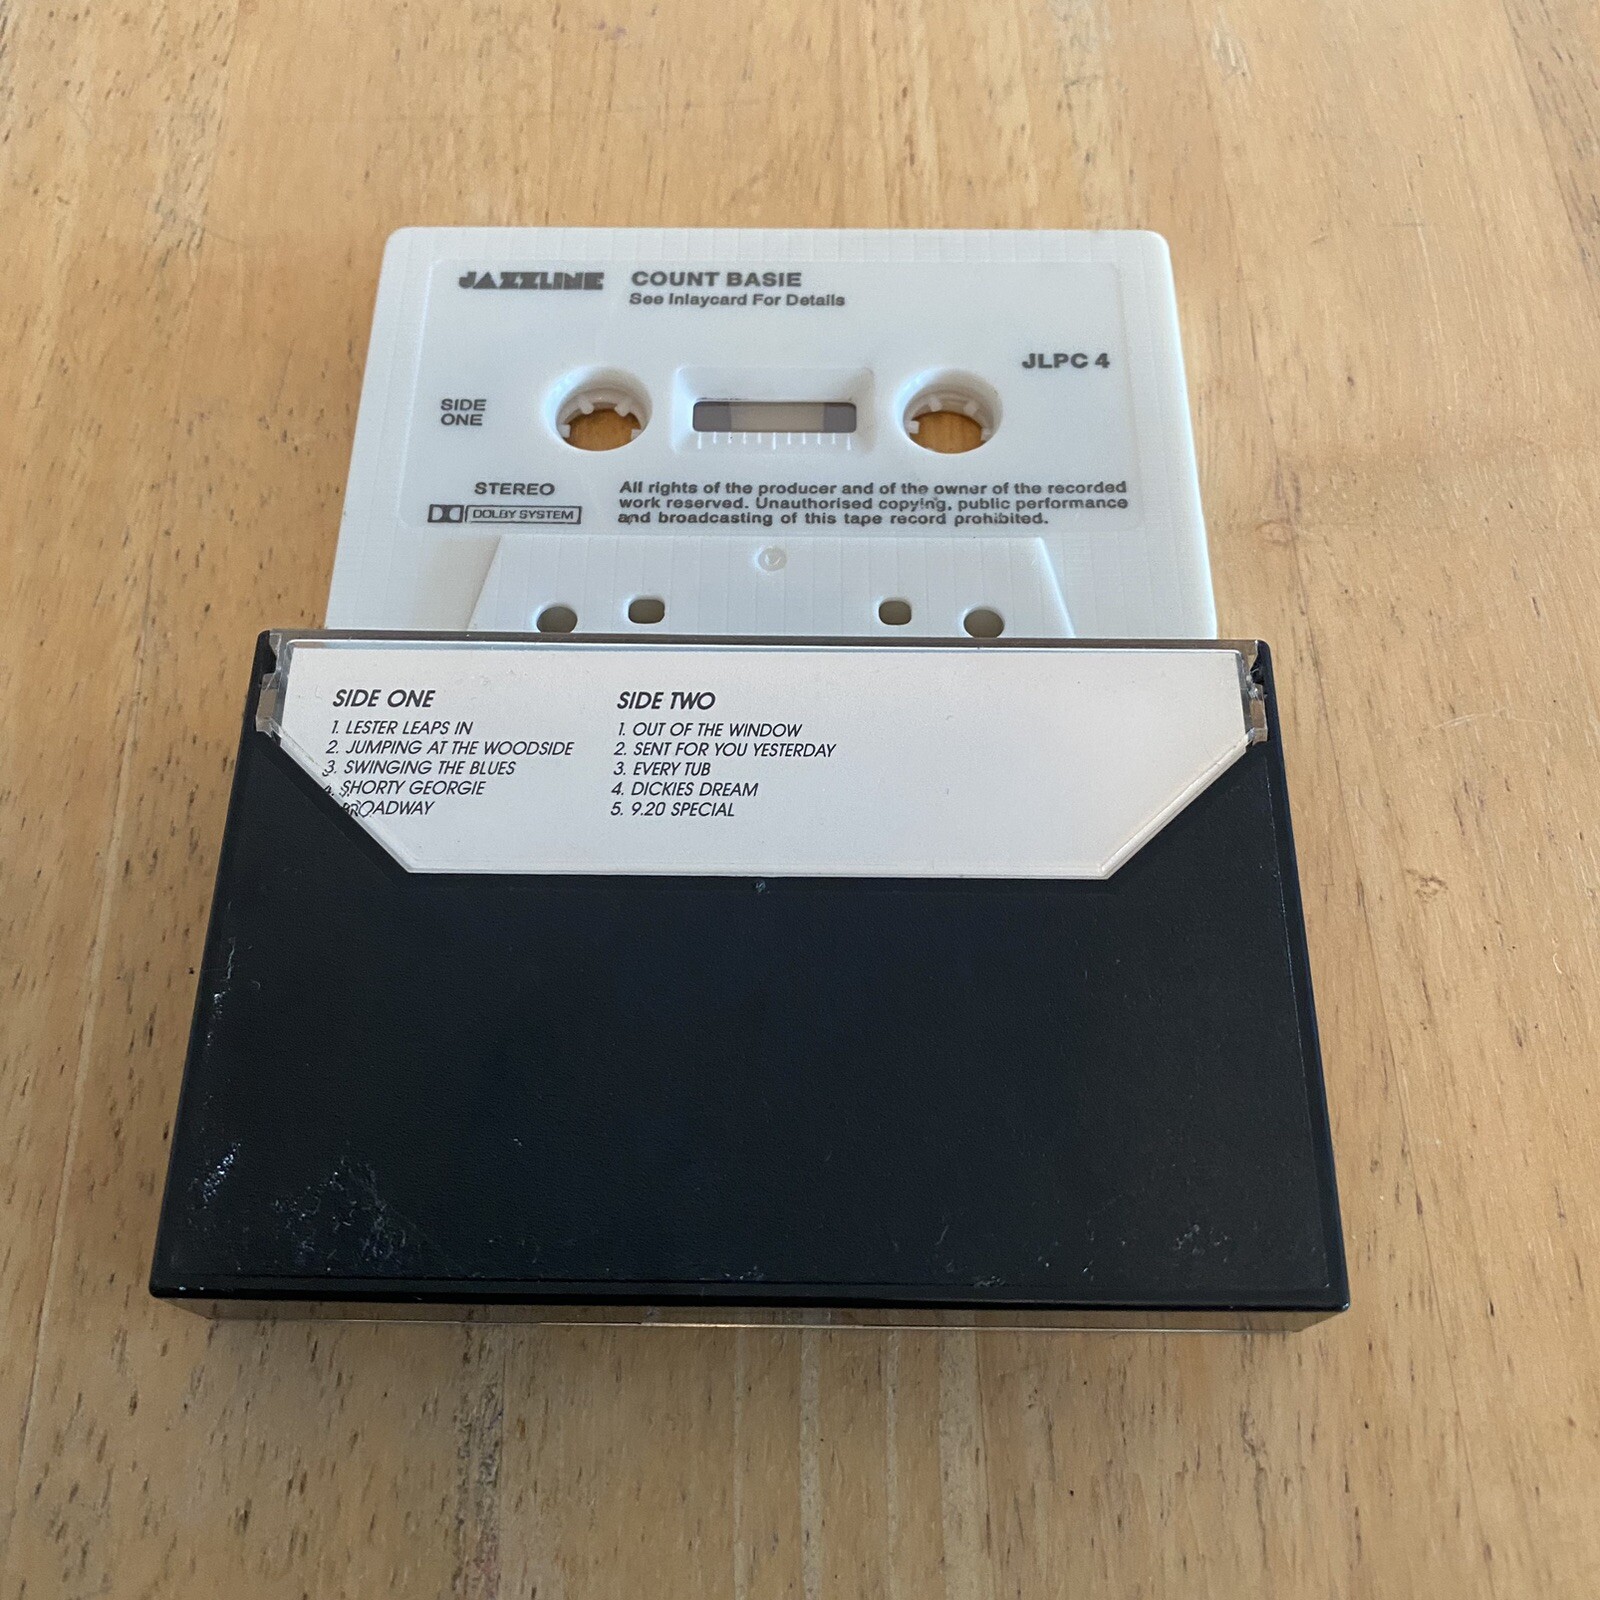 JAZZLINE
COUNT BASIE
See Inlaycard For Details
JLPC 4
SIDE
ONE
STEREO
DOLBY SYSTEM
All rights of the producer and of the owner of the recorded
work reserved. Unauthorised copying, public performance
and broadcasting of this tape record prohibited.
SIDE ONE
1. LESTER LEAPS IN
2. JUMPING AT THE WOODSIDE
3. SWINGING THE BLUES
4. SHORTY GEORGIE
BROADWAY
SIDE TWO
1. OUT OF THE WINDOW
2. SENT FOR YOU YESTERDAY
3. EVERY TUB
4. DICKIES DREAM
5. 9.20 SPECIAL